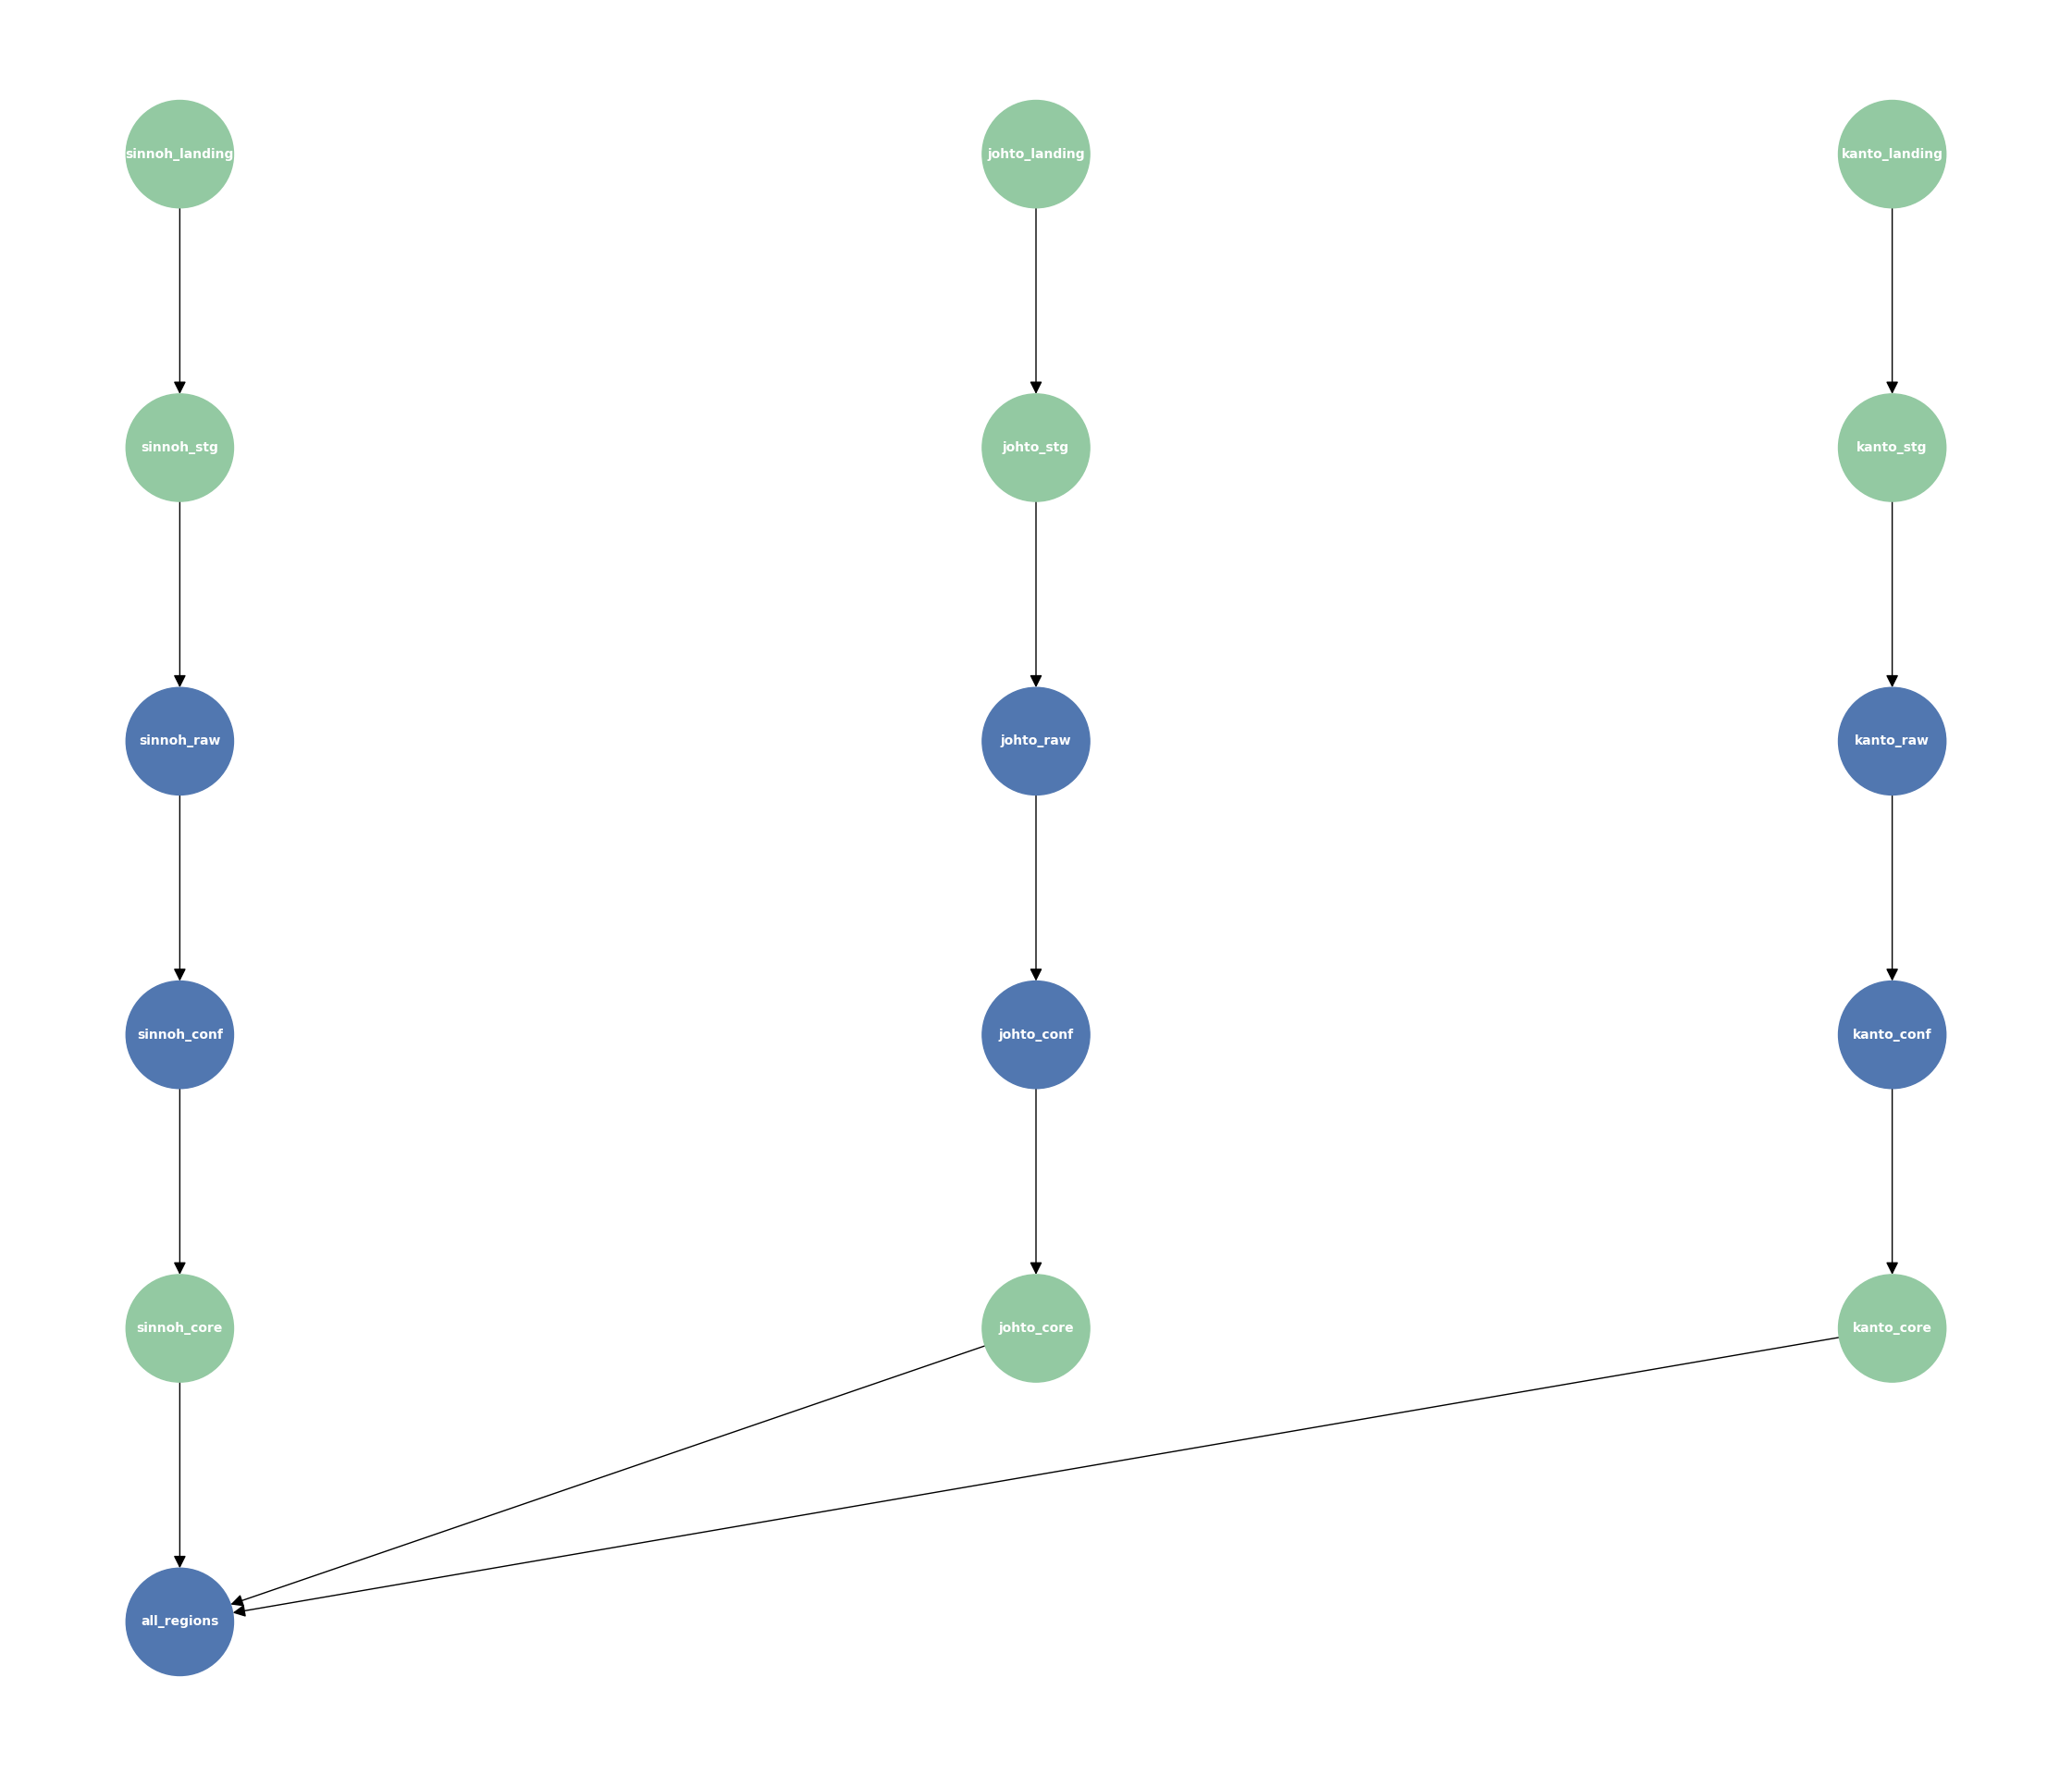 sinnoh_landing
johto_landing
kanto_landing
sinnoh_stg
johto_stg
kanto_stg
sinnoh_raw
johto_raw
kanto_raw
sinnoh_conf
johto_conf
kanto_conf
sinnoh_core
johto_core
kanto_core
all_regions